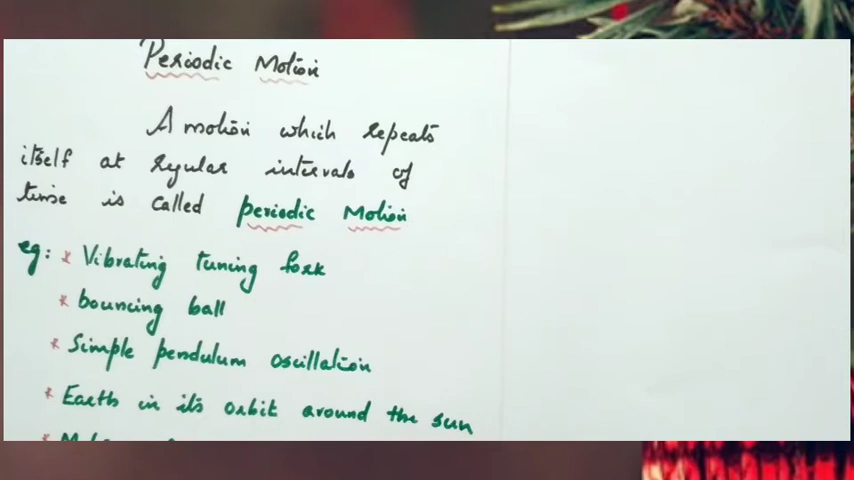 Periodic Motion
A motion which repeats
itself at regular intervals of
time is called periodic Motion
eg: * Vibrating tuning fork
* bouncing ball
* Simple pendulum oscillation
* Earth in its orbit around the sun